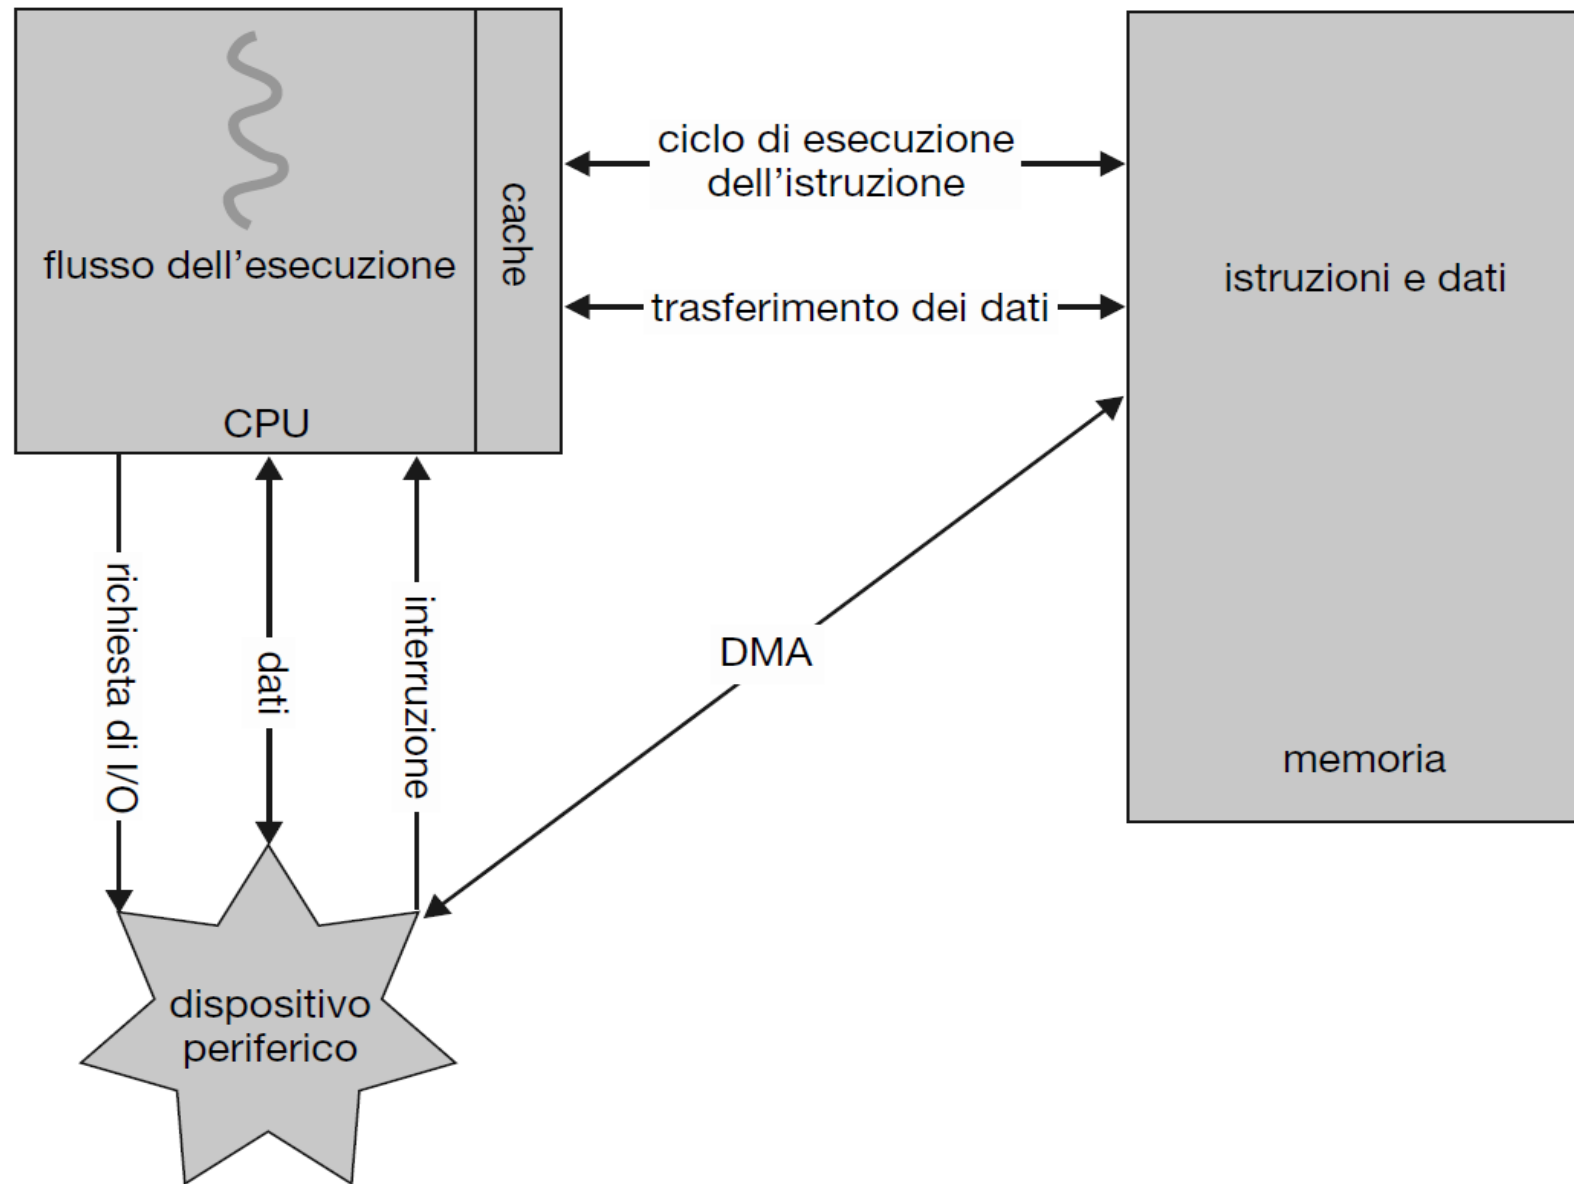 flusso dell'esecuzione
CPU
cache
ciclo di esecuzione
dell'istruzione
trasferimento dei dati
istruzioni e dati
memoria
richiesta di I/O
dati
interruzione
DMA
dispositivo
periferico